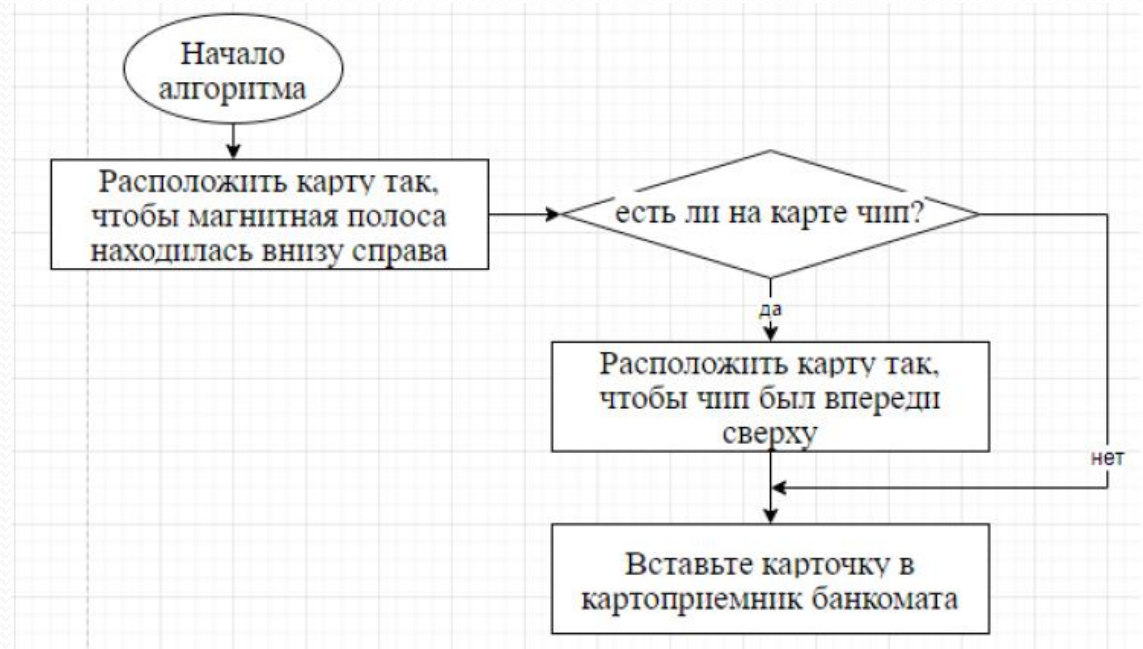 Начало
алгоритма
Расположить карту так,
чтобы магнитная полоса
находилась внизу справа
есть ли на карте чип?
да
Расположить карту так,
чтобы чип был впереди
сверху
нет
Вставьте карточку в
картоприемник банкомата